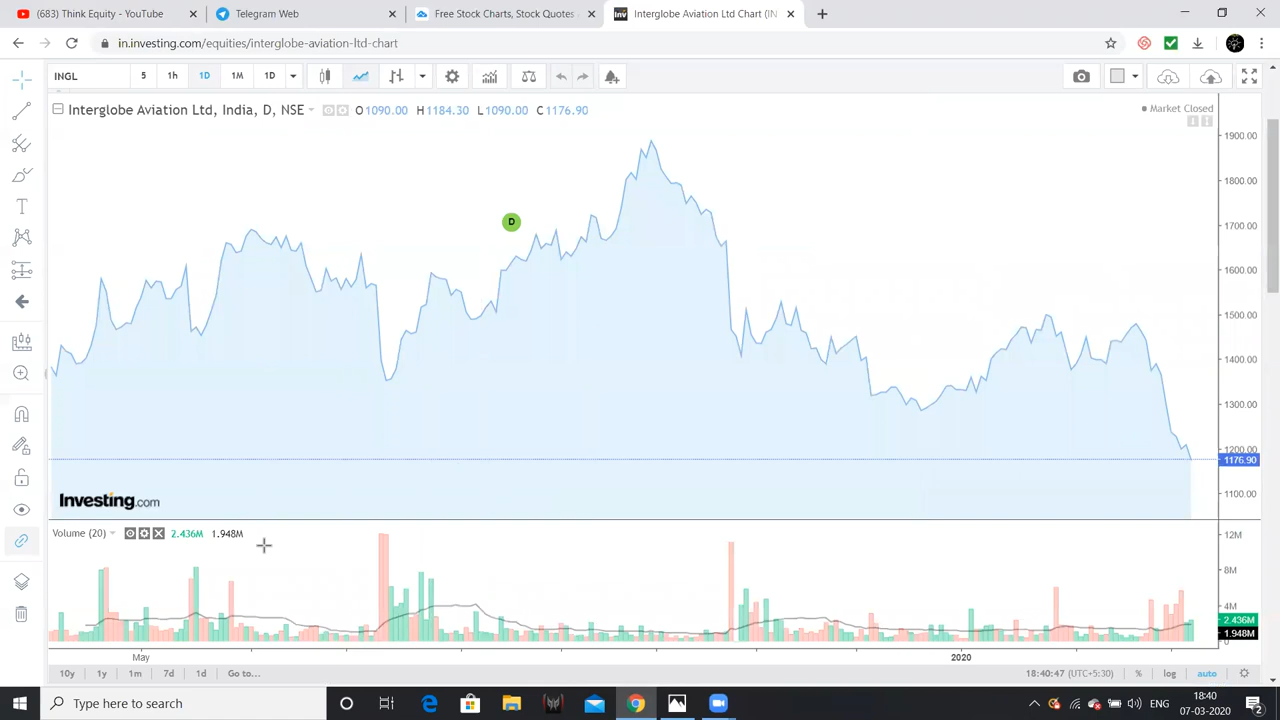 (683) Think Equity - YouTube
Telegram Web
Free Stock Charts, Stock Quotes
Interglobe Aviation Ltd Chart (IN
in.investing.com/equities/interglobe-aviation-ltd-chart
INGL 5 1h 1D 1M 1D
Interglobe Aviation Ltd, India, D, NSE O1090.00 H1184.30 L1090.00 C1176.90
Market Closed
1900.00
1800.00
D
1700.00
1600.00
1500.00
1400.00
1300.00
1200.00
1176.90
1100.00
Investing.com
Volume (20) 2.436M 1.948M
12M
8M
4M
2.436M
1.948M
0
May 2020
10y 1y 1m 7d 1d Go to... 18:40:47 (UTC+5:30) % log auto
Type here to search
ENG
18:40
07-03-2020
2